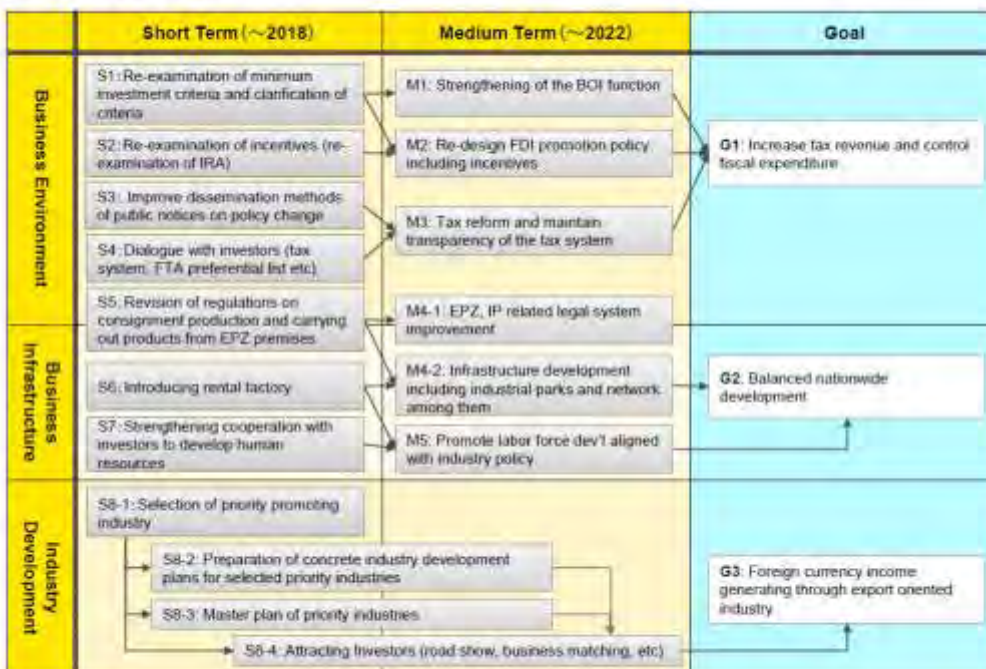 Short Term (～2018)
Medium Term (～2022)
Goal
Business Environment
S1: Re-examination of minimum
investment criteria and clarification of
criteria
S2: Re-examination of incentives (re-
examination of IRA)
S3: Improve dissemination methods
of public notices on policy change
S4: Dialogue with investors (tax
system, FTA preferential list etc)
S5: Revision of regulations on
consignment production and carrying
out products from EPZ premises
M1: Strengthening of the BOI function
M2: Re-design FDI promotion policy
including incentives
M3: Tax reform and maintain
transparency of the tax system
M4-1: EPZ, IP related legal system
improvement
G1: Increase tax revenue and control
fiscal expenditure
Business
Infrastructure
S6: Introducing rental factory
S7: Strengthening cooperation with
investors to develop human
resources
M4-2: Infrastructure development
including industrial parks and network
among them
M5: Promote labor force dev't aligned
with industry policy
G2: Balanced nationwide
development
Industry
Development
S8-1: Selection of priority promoting
industry
S8-2: Preparation of concrete industry development
plans for selected priority industries
S8-3: Master plan of priority industries
S8-4: Attracting Investors (road show, business matching, etc)
G3: Foreign currency income
generating through export oriented
industry